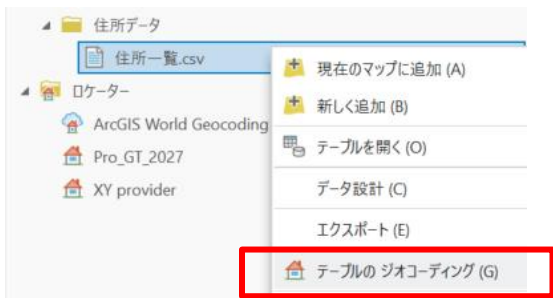 住所データ
住所一覧.csv
ロケーター
ArcGIS World Geocoding
Pro_GT_2027
XY provider
現在のマップに追加 (A)
新しく追加 (B)
テーブルを開く (O)
データ設計 (C)
エクスポート (E)
テーブルの ジオコーディング (G)